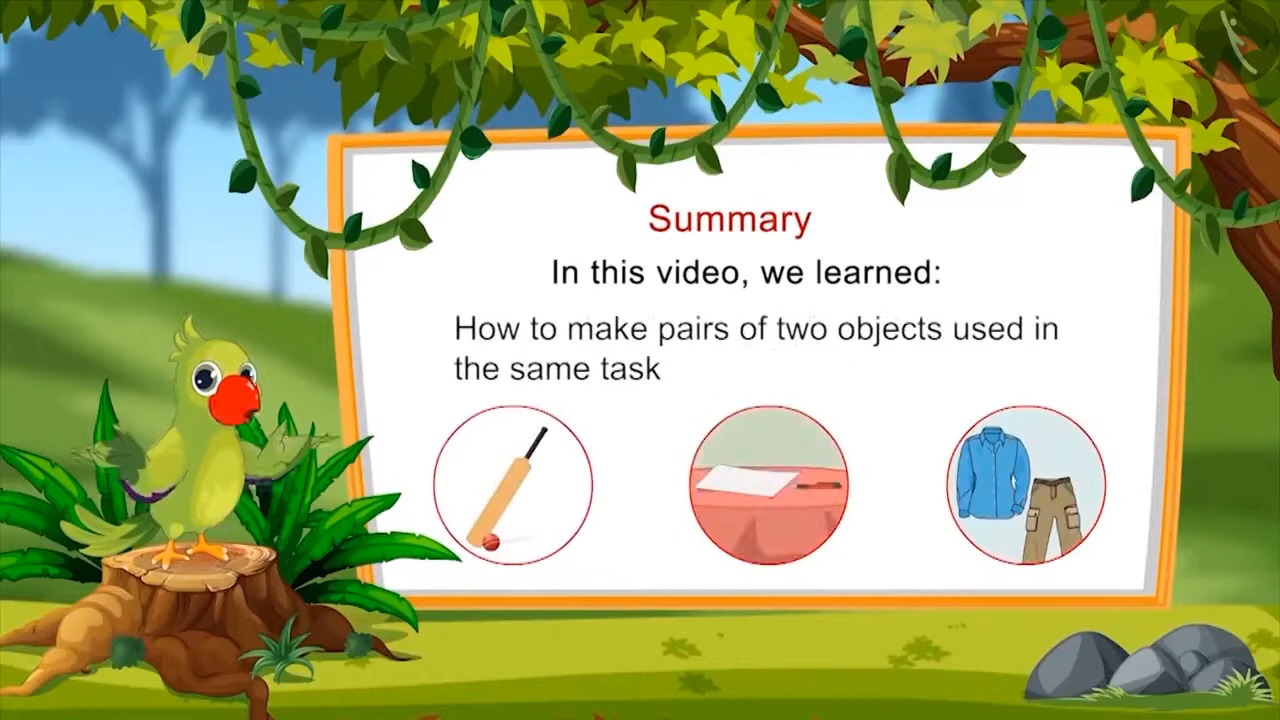 Summary
In this video, we learned:
How to make pairs of two objects used in
the same task